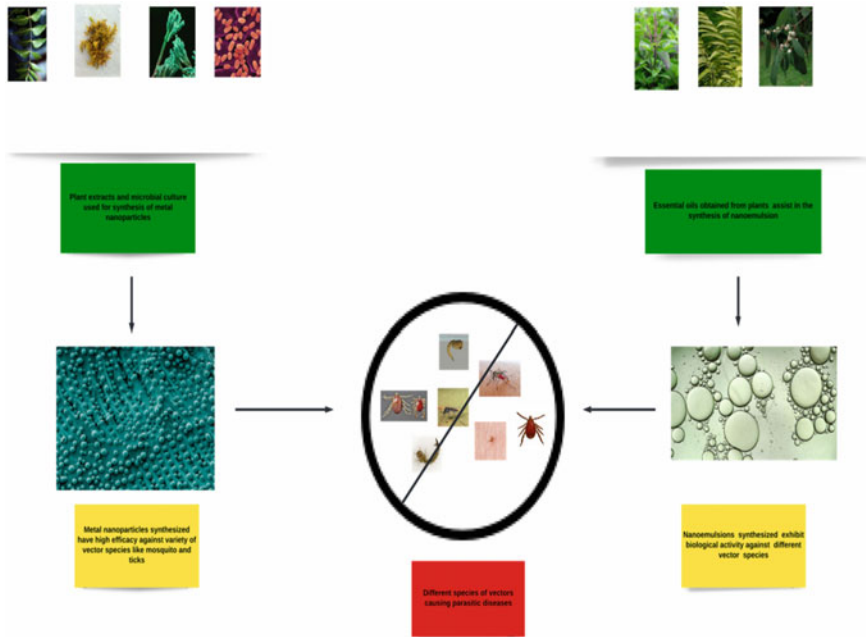 Plant extracts and microbial culture
used for synthesis of metal
nanoparticles
Essential oils obtained from plants assist in the
synthesis of nanoemulsion
Metal nanoparticles synthesized
have high efficacy against variety of
vector species like mosquito and
ticks
Different species of vectors
causing parasitic diseases
Nanoemulsions synthesized exhibit
biological activity against different
vector species